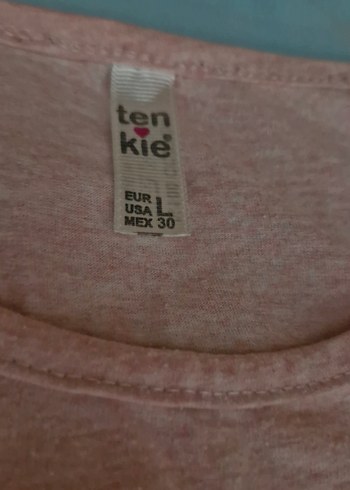 ten
kie®
EUR
USA L
MEX 30